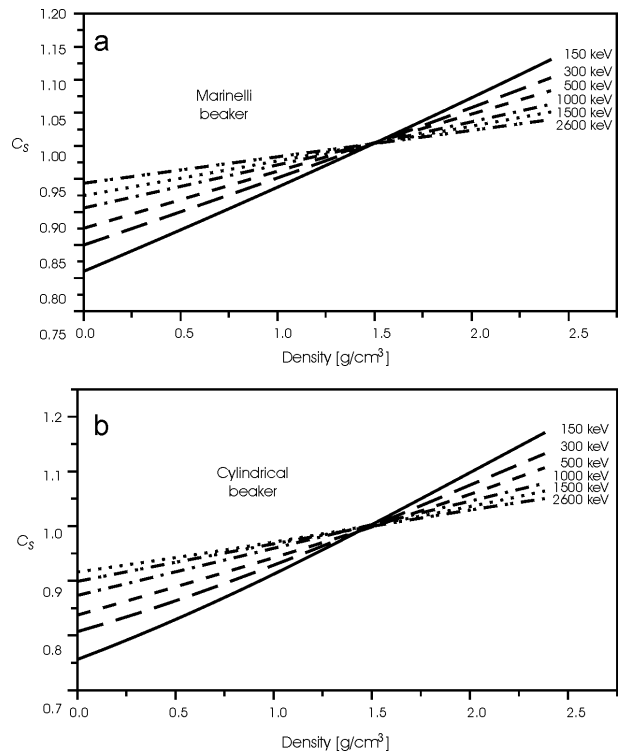 a
1.20
1.15
1.10
1.05
1.00
0.95
0.90
0.85
0.80
0.75
Cs
Marinelli
beaker
150 keV
300 keV
500 keV
1000 keV
1500 keV
2600 keV
0.0 0.5 1.0 1.5 2.0 2.5
Density [g/cm³]
b
1.2
1.1
1.0
0.9
0.8
0.7
Cs
Cylindrical
beaker
150 keV
300 keV
500 keV
1000 keV
1500 keV
2600 keV
0.0 0.5 1.0 1.5 2.0 2.5
Density [g/cm³]